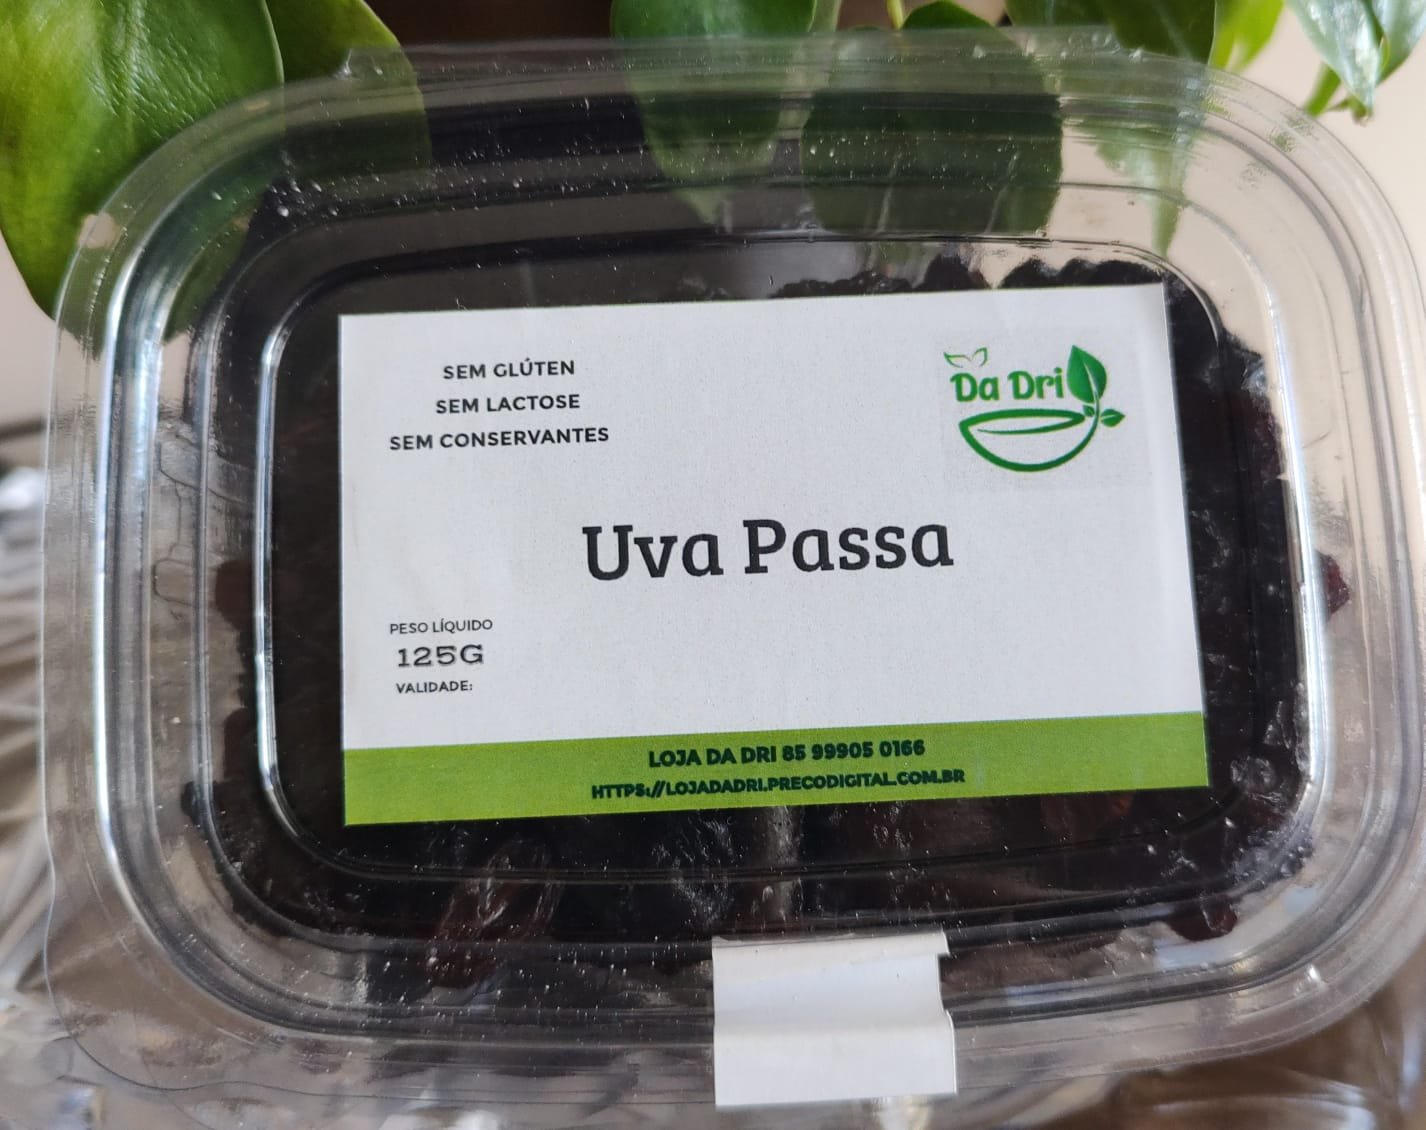 SEM GLÚTEN
SEM LACTOSE
SEM CONSERVANTES
Da Dri
Uva Passa
PESO LÍQUIDO
125G
VALIDADE:
LOJA DA DRI 85 99905 0166
HTTPS://LOJADADRI.PRECODIGITAL.COM.BR